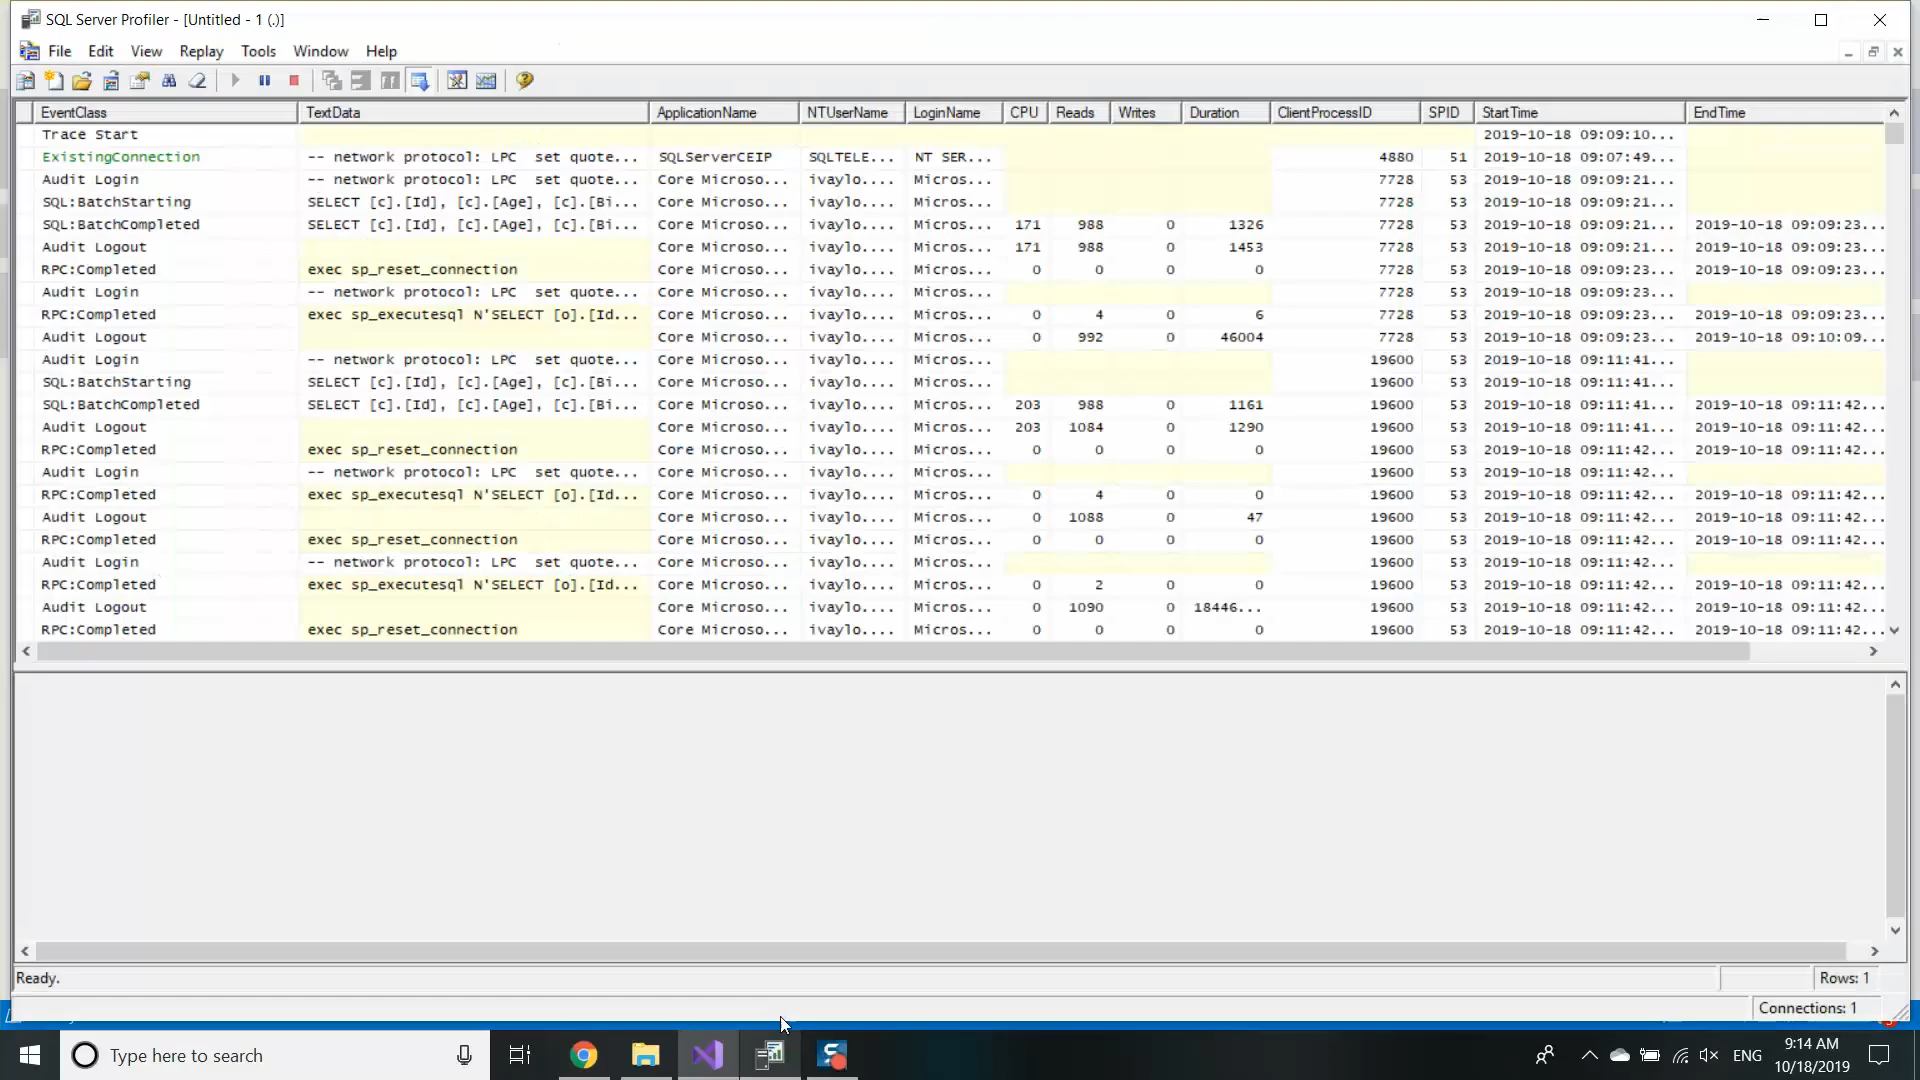 SQL Server Profiler - [Untitled - 1 (.)]
File Edit View Replay Tools Window Help
EventClass TextData ApplicationName NTUserName LoginName CPU Reads Writes Duration ClientProcessID SPID StartTime EndTime
Trace Start 2019-10-18 09:09:10...
ExistingConnection -- network protocol: LPC set quote... SQLServerCEIP SQLTELE... NT SER... 4880 51 2019-10-18 09:07:49...
Audit Login -- network protocol: LPC set quote... Core Microso... ivaylo.... Micros... 7728 53 2019-10-18 09:09:21...
SQL:BatchStarting SELECT [c].[Id], [c].[Age], [c].[Bi... Core Microso... ivaylo.... Micros... 7728 53 2019-10-18 09:09:21...
SQL:BatchCompleted SELECT [c].[Id], [c].[Age], [c].[Bi... Core Microso... ivaylo.... Micros... 171 988 0 1326 7728 53 2019-10-18 09:09:21... 2019-10-18 09:09:23...
Audit Logout Core Microso... ivaylo.... Micros... 171 988 0 1453 7728 53 2019-10-18 09:09:21... 2019-10-18 09:09:23...
RPC:Completed exec sp_reset_connection Core Microso... ivaylo.... Micros... 0 0 0 0 7728 53 2019-10-18 09:09:23... 2019-10-18 09:09:23...
Audit Login -- network protocol: LPC set quote... Core Microso... ivaylo.... Micros... 7728 53 2019-10-18 09:09:23...
RPC:Completed exec sp_executesql N'SELECT [o].[Id... Core Microso... ivaylo.... Micros... 0 4 0 6 7728 53 2019-10-18 09:09:23... 2019-10-18 09:09:23...
Audit Logout Core Microso... ivaylo.... Micros... 0 992 0 46004 7728 53 2019-10-18 09:09:23... 2019-10-18 09:10:09...
Audit Login -- network protocol: LPC set quote... Core Microso... ivaylo.... Micros... 19600 53 2019-10-18 09:11:41...
SQL:BatchStarting SELECT [c].[Id], [c].[Age], [c].[Bi... Core Microso... ivaylo.... Micros... 19600 53 2019-10-18 09:11:41...
SQL:BatchCompleted SELECT [c].[Id], [c].[Age], [c].[Bi... Core Microso... ivaylo.... Micros... 203 988 0 1161 19600 53 2019-10-18 09:11:41... 2019-10-18 09:11:42...
Audit Logout Core Microso... ivaylo.... Micros... 203 1084 0 1290 19600 53 2019-10-18 09:11:41... 2019-10-18 09:11:42...
RPC:Completed exec sp_reset_connection Core Microso... ivaylo.... Micros... 0 0 0 0 19600 53 2019-10-18 09:11:42... 2019-10-18 09:11:42...
Audit Login -- network protocol: LPC set quote... Core Microso... ivaylo.... Micros... 19600 53 2019-10-18 09:11:42...
RPC:Completed exec sp_executesql N'SELECT [o].[Id... Core Microso... ivaylo.... Micros... 0 4 0 0 19600 53 2019-10-18 09:11:42... 2019-10-18 09:11:42...
Audit Logout Core Microso... ivaylo.... Micros... 0 1088 0 47 19600 53 2019-10-18 09:11:42... 2019-10-18 09:11:42...
RPC:Completed exec sp_reset_connection Core Microso... ivaylo.... Micros... 0 0 0 0 19600 53 2019-10-18 09:11:42... 2019-10-18 09:11:42...
Audit Login -- network protocol: LPC set quote... Core Microso... ivaylo.... Micros... 19600 53 2019-10-18 09:11:42...
RPC:Completed exec sp_executesql N'SELECT [o].[Id... Core Microso... ivaylo.... Micros... 0 2 0 0 19600 53 2019-10-18 09:11:42... 2019-10-18 09:11:42...
Audit Logout Core Microso... ivaylo.... Micros... 0 1090 0 18446... 19600 53 2019-10-18 09:11:42... 2019-10-18 09:11:42...
RPC:Completed exec sp_reset_connection Core Microso... ivaylo.... Micros... 0 0 0 0 19600 53 2019-10-18 09:11:42... 2019-10-18 09:11:42...
Ready. Rows: 1
Connections: 1
Type here to search ENG 9:14 AM
10/18/2019